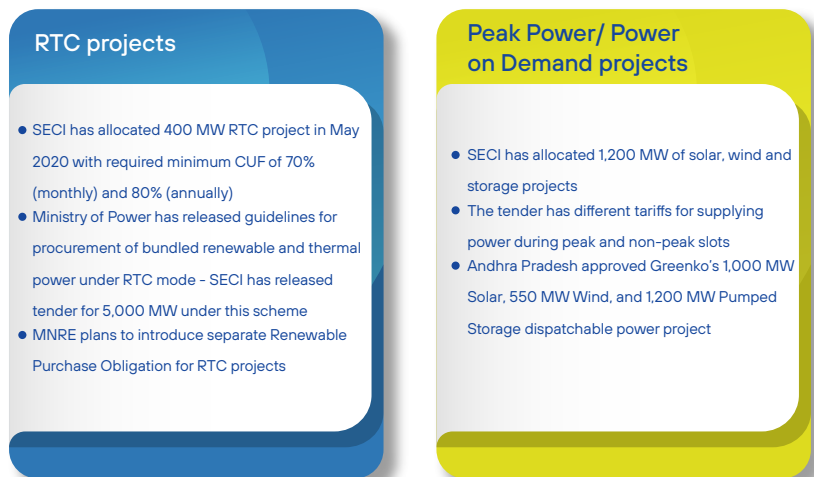 RTC projects
● SECI has allocated 400 MW RTC project in May
2020 with required minimum CUF of 70%
(monthly) and 80% (annually)
● Ministry of Power has released guidelines for
procurement of bundled renewable and thermal
power under RTC mode - SECI has released
tender for 5,000 MW under this scheme
● MNRE plans to introduce separate Renewable
Purchase Obligation for RTC projects
Peak Power/ Power
on Demand projects
● SECI has allocated 1,200 MW of solar, wind and
storage projects
● The tender has different tariffs for supplying
power during peak and non-peak slots
● Andhra Pradesh approved Greenko's 1,000 MW
Solar, 550 MW Wind, and 1,200 MW Pumped
Storage dispatchable power project